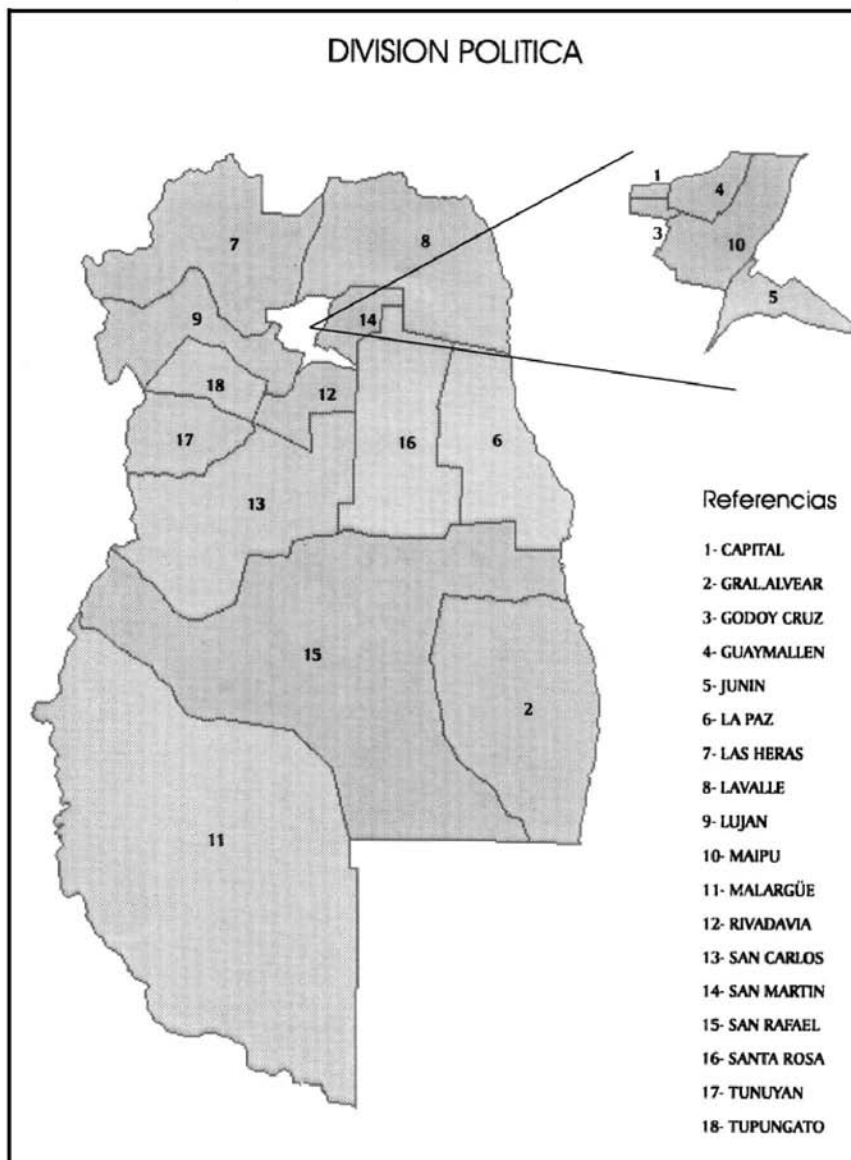 DIVISION POLITICA
1
4
3
10
5
7
8
9
14
18
12
17
16
6
13
15
2
11
Referencias
1- CAPITAL
2- GRAL.ALVEAR
3- GODOY CRUZ
4- GUAYMALLEN
5- JUNIN
6- LA PAZ
7- LAS HERAS
8- LAVALLE
9- LUJAN
10- MAIPU
11- MALARGÜE
12- RIVADAVIA
13- SAN CARLOS
14- SAN MARTIN
15- SAN RAFAEL
16- SANTA ROSA
17- TUNUYAN
18- TUPUNGATO